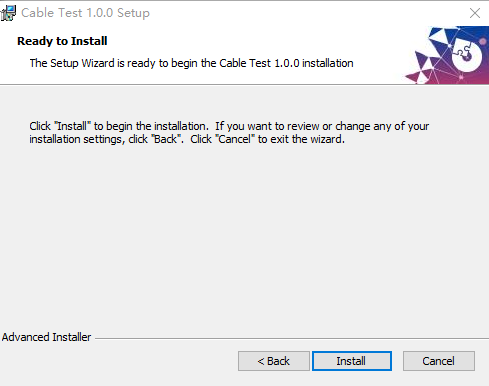 Cable Test 1.0.0 Setup
Ready to Install
The Setup Wizard is ready to begin the Cable Test 1.0.0 installation
Click "Install" to begin the installation.  If you want to review or change any of your
installation settings, click "Back".  Click "Cancel" to exit the wizard.
Advanced Installer
< Back
Install
Cancel